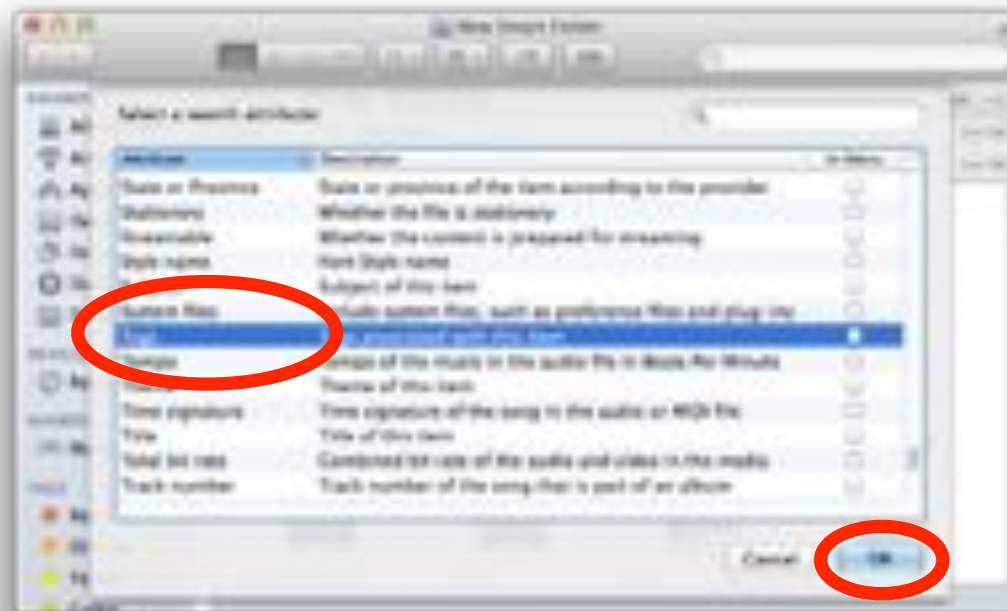 New Smart Folder
Select a search attribute:
Attribute Description In Menu
State or Province State or province of the item according to the provider
Stationery Whether the file is stationery
Streamable Whether the content is prepared for streaming
Style name Font Style name
Subject of this item
System files Include system files, such as preference files and plug-ins
Tags associated with this item
Tempo Tempo of the music in the audio file in Beats Per Minute
Theme Theme of this item
Time signature Time signature of the song in the audio or MIDI file
Title Title of this item
Total bit rate Combined bit rate of the audio and video in the media
Track number Track number of the song that is part of an album
Cancel OK